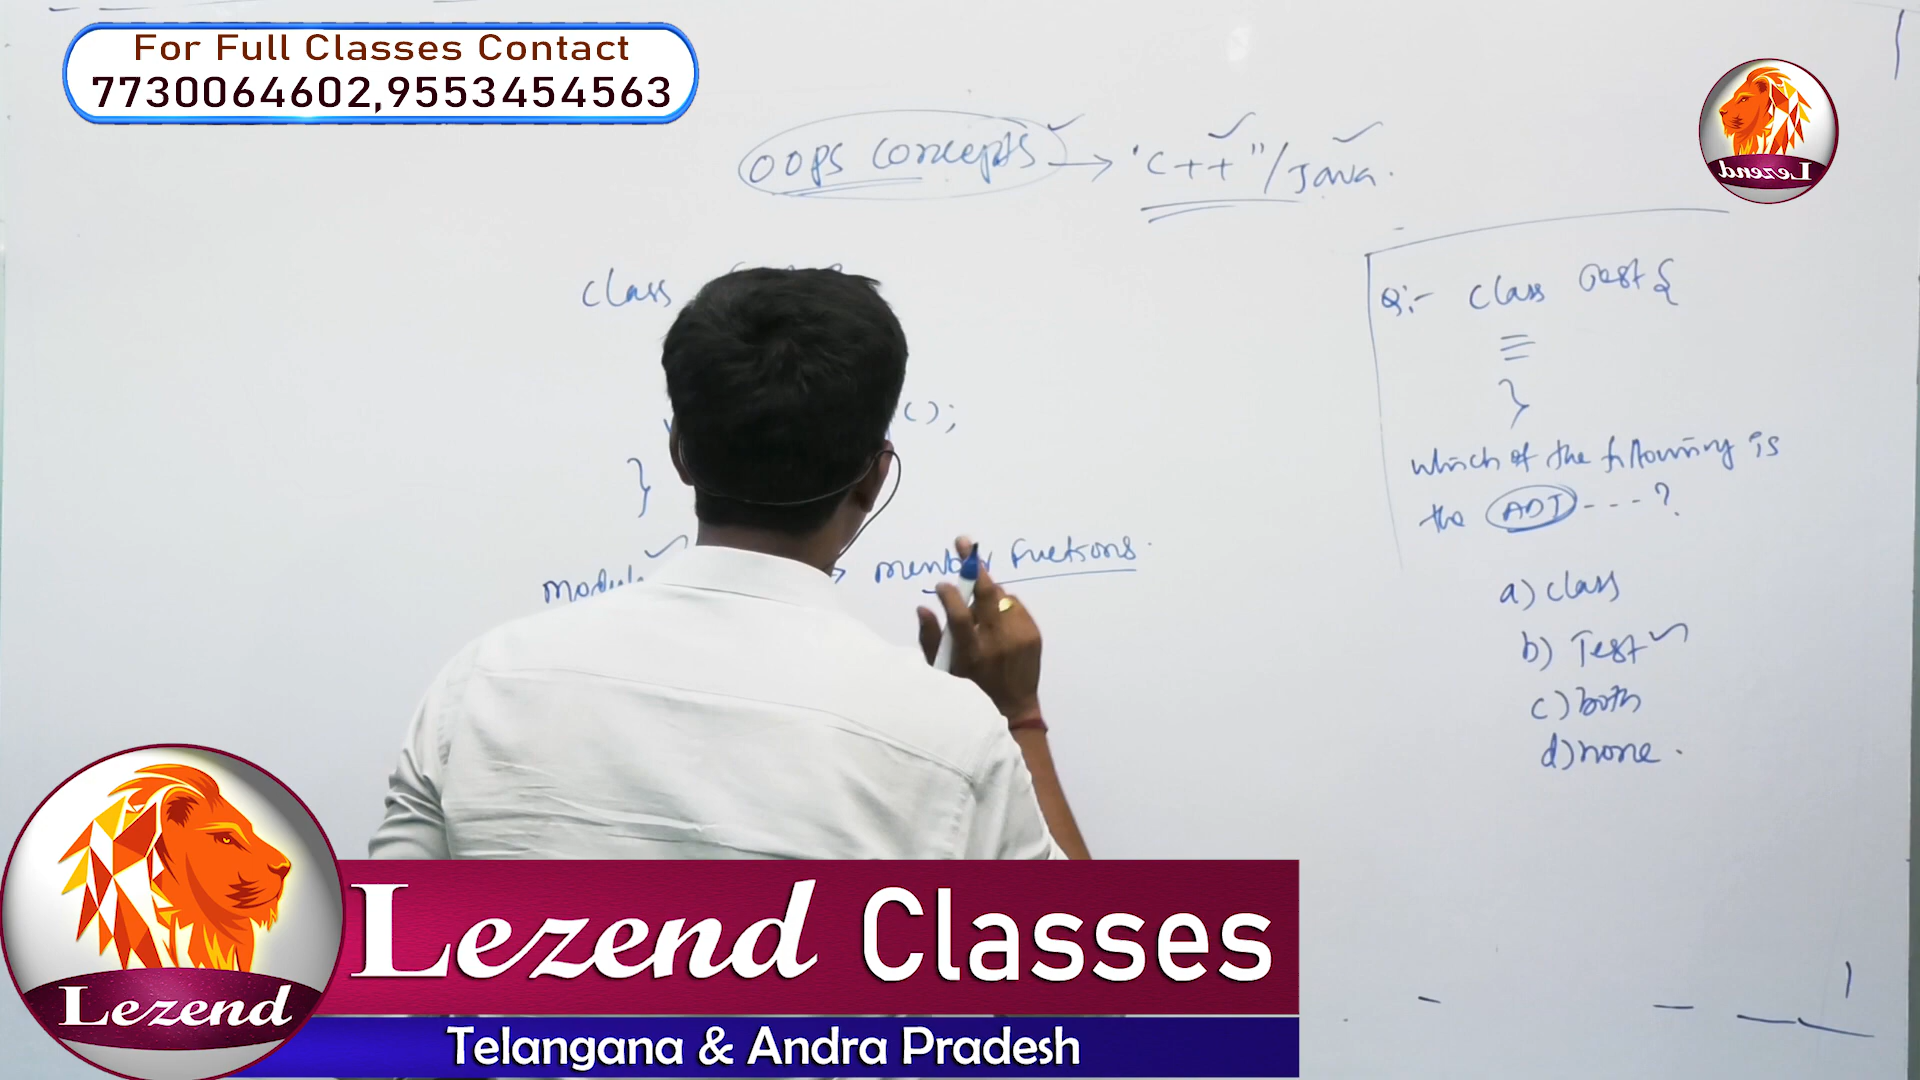 For Full Classes Contact
7730064602,9553454563
Lezend
OOPS concepts → "C++"/Java.
class
();
}
→ member Fuctions.
Q:- class Test {
}
which of the following is
the ADT - - - - ?
a) class
b) Test
c) both
d) none.
Lezend
Lezend Classes
Telangana & Andra Pradesh